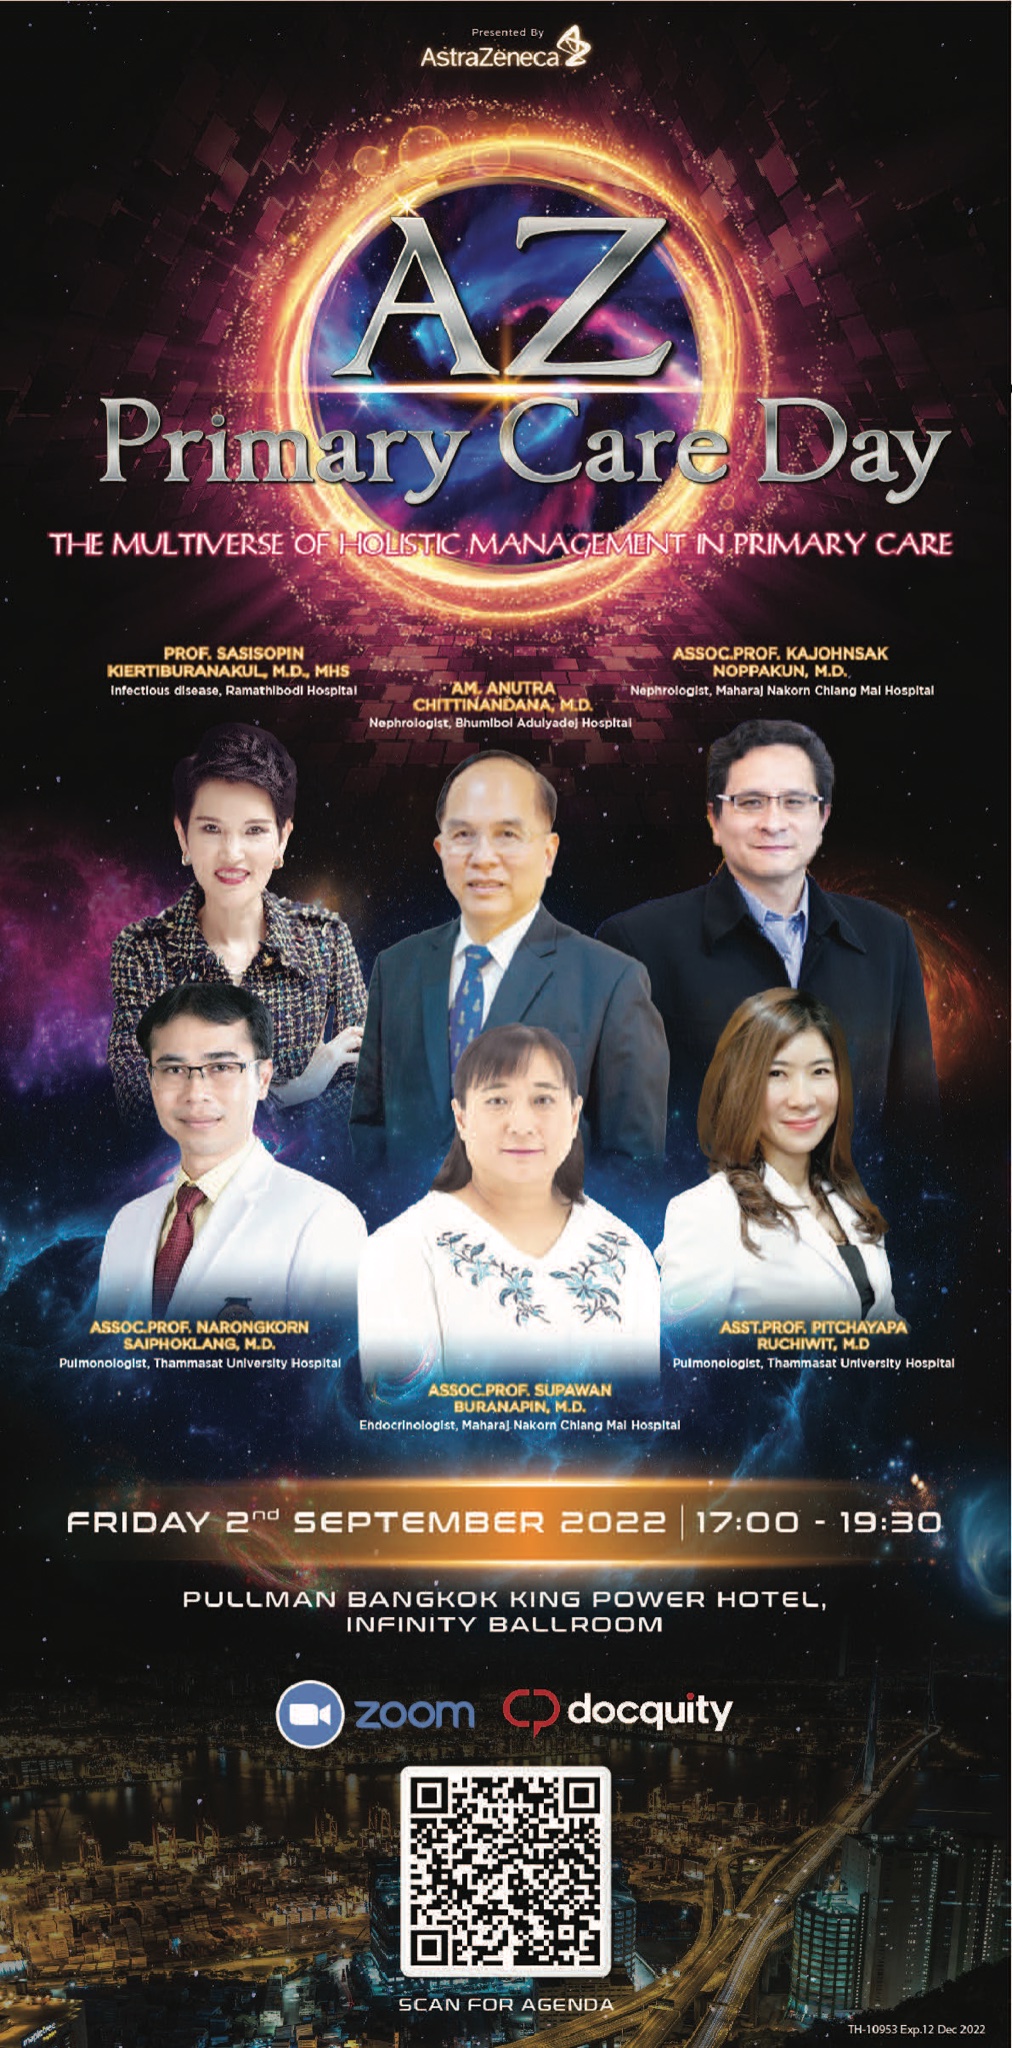 Presented By
AstraZeneca
AZ
Primary Care Day
THE MULTIVERSE OF HOLISTIC MANAGEMENT IN PRIMARY CARE
PROF. SASISOPIN
KIERTIBURANAKUL, M.D., MHS
Infectious disease, Ramathibodi Hospital
AM. ANUTRA
CHITTINANDANA, M.D.
Nephrologist, Bhumibol Adulyadej Hospital
ASSOC.PROF. KAJOHNSAK
NOPPAKUN, M.D.
Nephrologist, Maharaj Nakorn Chiang Mai Hospital
ASSOC.PROF. NARONGKORN
SAIPHOKLANG, M.D.
Pulmonologist, Thammasat University Hospital
ASSOC.PROF. SUPAWAN
BURANAPIN, M.D.
Endocrinologist, Maharaj Nakorn Chiang Mai Hospital
ASST.PROF. PITCHAYAPA
RUCHIWIT, M.D
Pulmonologist, Thammasat University Hospital
FRIDAY 2nd SEPTEMBER 2022 | 17:00 - 19:30
PULLMAN BANGKOK KING POWER HOTEL,
INFINITY BALLROOM
zoom docquity
SCAN FOR AGENDA
TH-10953 Exp.12 Dec 2022